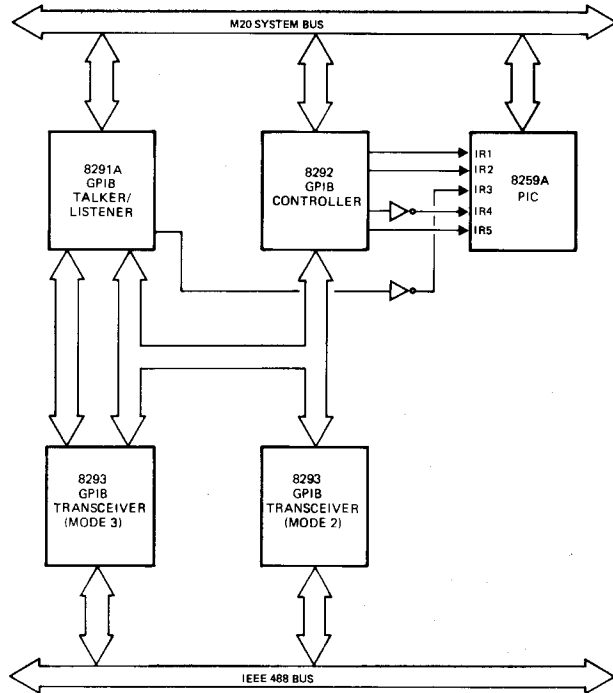 M20 SYSTEM BUS
8291A
GPIB
TALKER/
LISTENER
8292
GPIB
CONTROLLER
IR1
IR2
IR3
IR4
IR5
8259A
PIC
8293
GPIB
TRANSCEIVER
(MODE 3)
8293
GPIB
TRANSCEIVER
(MODE 2)
IEEE 488 BUS